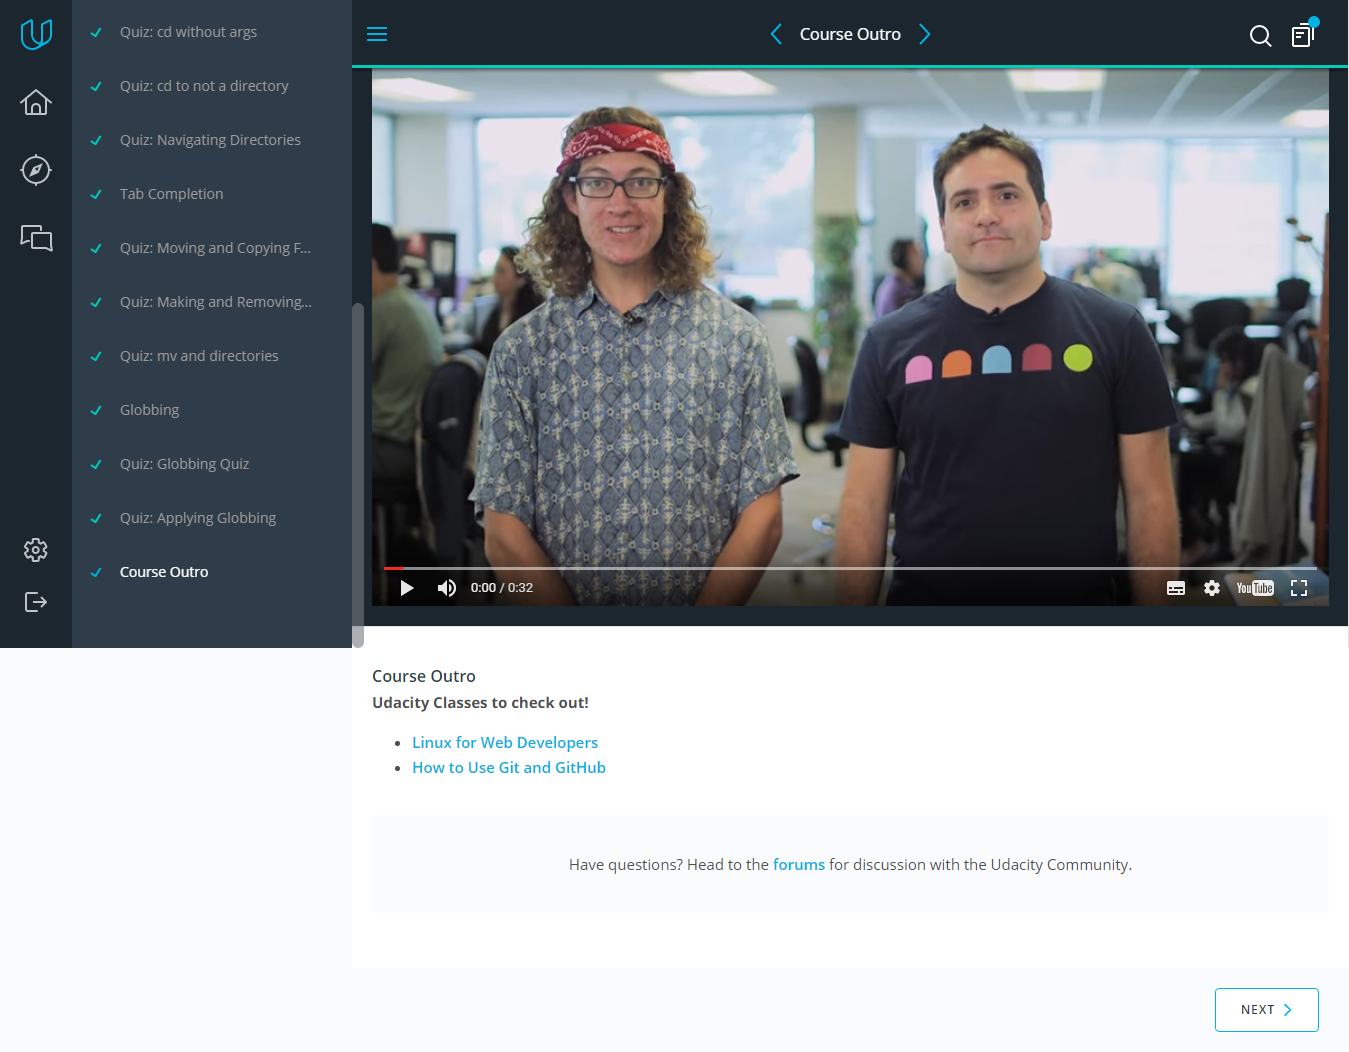 Quiz: cd without args
Quiz: cd to not a directory
Quiz: Navigating Directories
Tab Completion
Quiz: Moving and Copying F...
Quiz: Making and Removing...
Quiz: mv and directories
Globbing
Quiz: Globbing Quiz
Quiz: Applying Globbing
Course Outro
Course Outro
0:00 / 0:32
YouTube
Course Outro
Udacity Classes to check out!
Linux for Web Developers
How to Use Git and GitHub
Have questions? Head to the forums for discussion with the Udacity Community.
NEXT